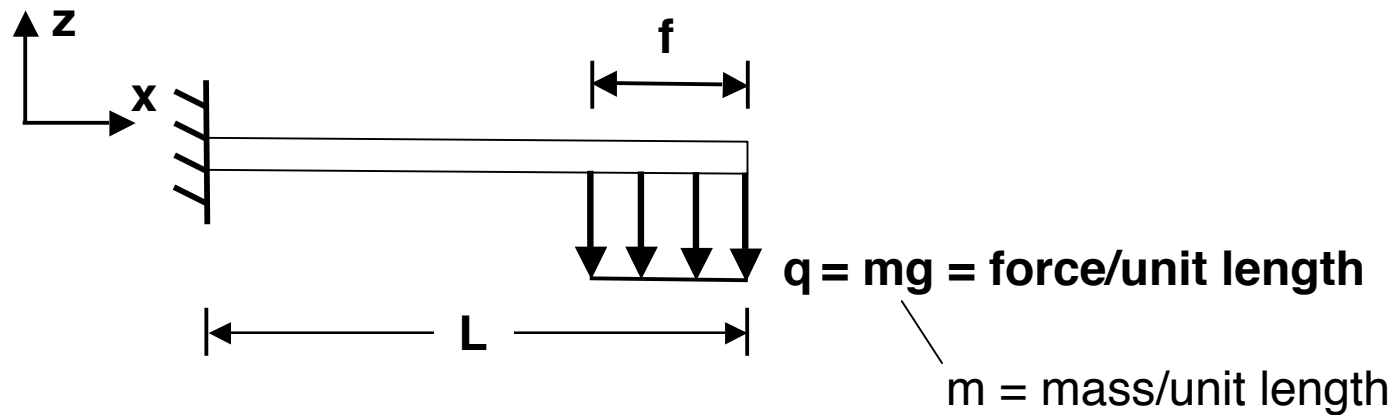 z
f
x
q = mg = force/unit length
L
m = mass/unit length